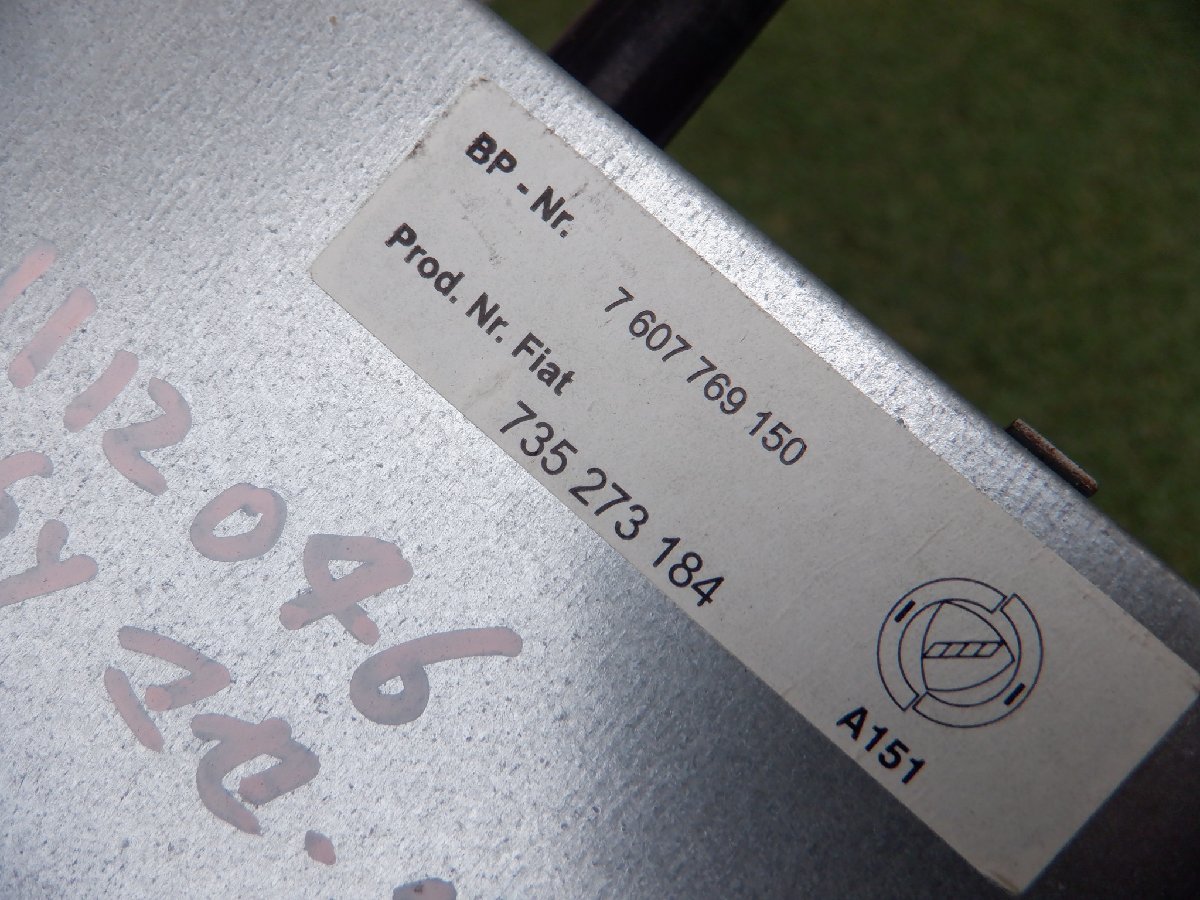 BP - Nr.
7 607 769 150
Prod. Nr. Fiat
735 273 184
A151
112046